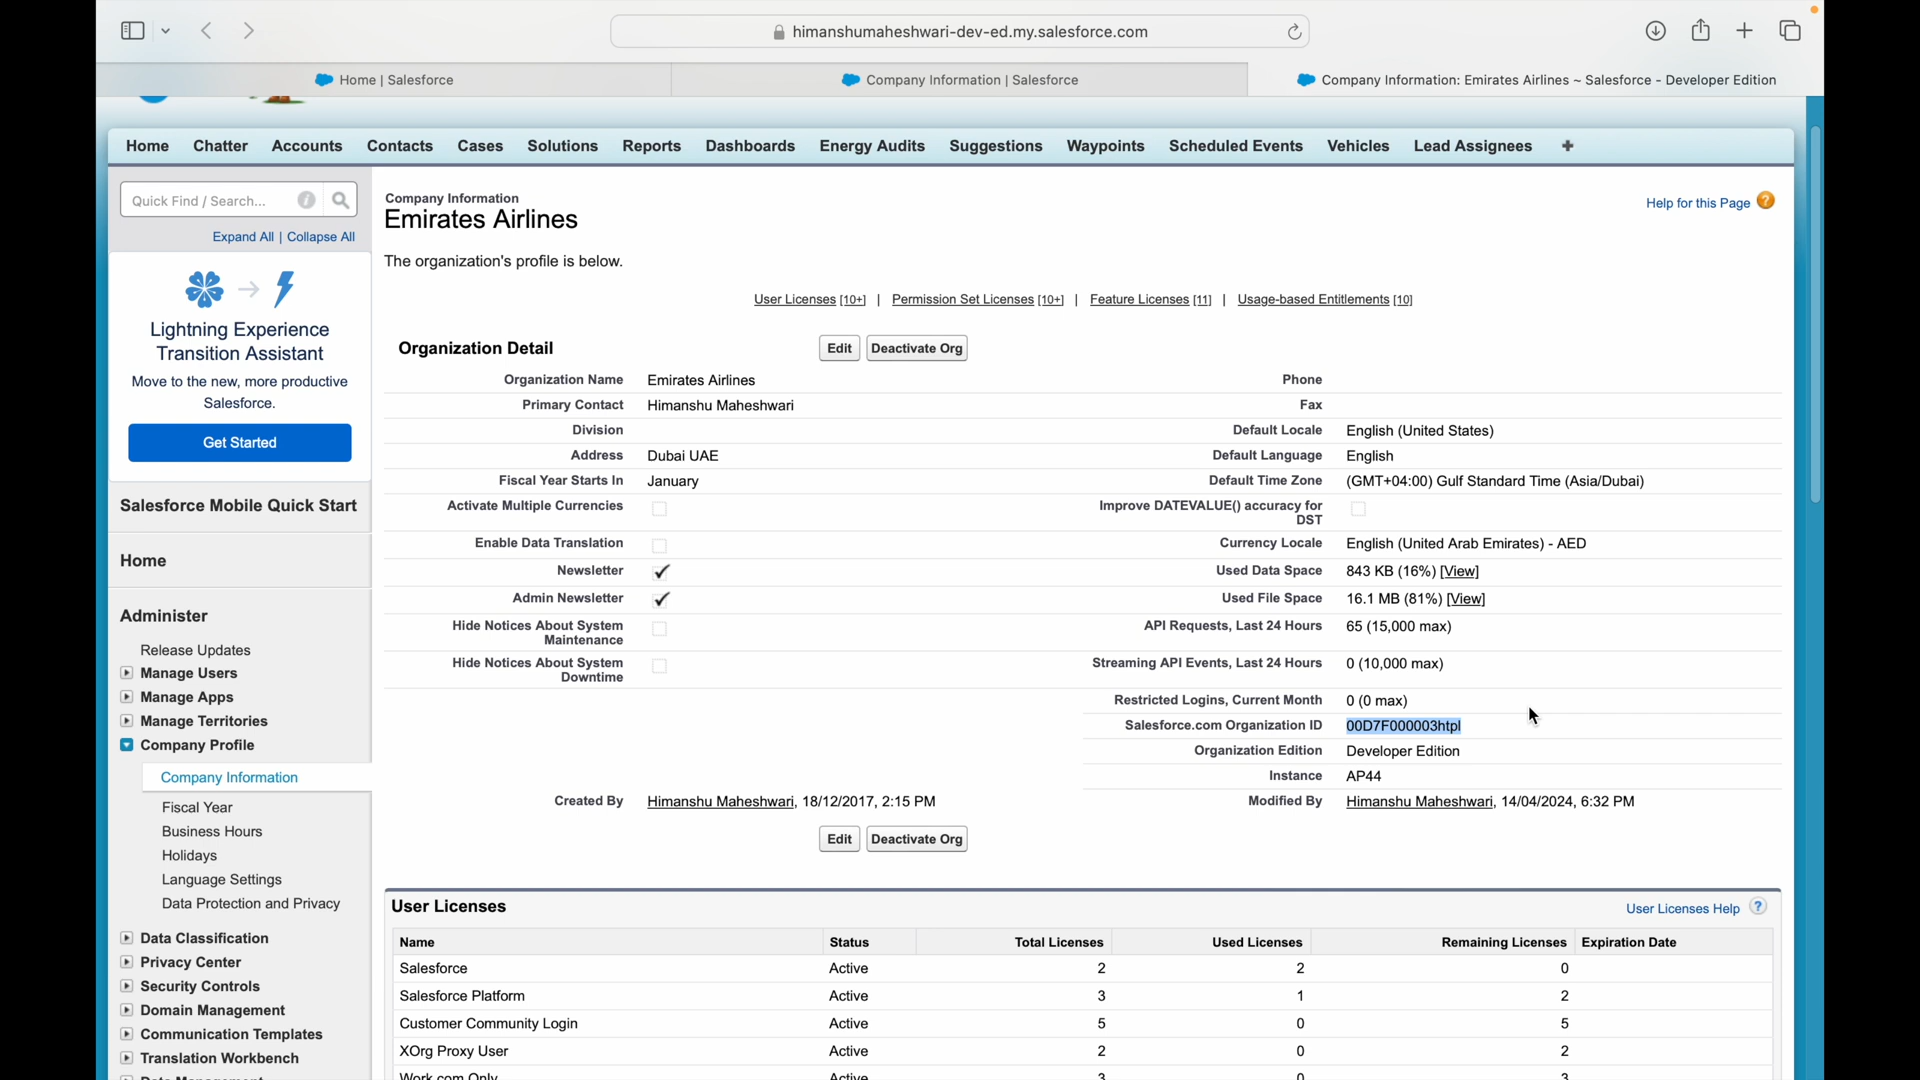 himanshumaheshwari-dev-ed.my.salesforce.com
Home | Salesforce
Company Information | Salesforce
Company Information: Emirates Airlines ~ Salesforce - Developer Edition
Home Chatter Accounts Contacts Cases Solutions Reports Dashboards Energy Audits Suggestions Waypoints Scheduled Events Vehicles Lead Assignees +
Quick Find / Search...
Expand All | Collapse All
Lightning Experience
Transition Assistant
Move to the new, more productive
Salesforce.
Get Started
Salesforce Mobile Quick Start
Home
Administer
Release Updates
Manage Users
Manage Apps
Manage Territories
Company Profile
Company Information
Fiscal Year
Business Hours
Holidays
Language Settings
Data Protection and Privacy
Data Classification
Privacy Center
Security Controls
Domain Management
Communication Templates
Translation Workbench
Company Information
Emirates Airlines
Help for this Page ?
The organization's profile is below.
User Licenses [10+] | Permission Set Licenses [10+] | Feature Licenses [11] | Usage-based Entitlements [10]
Organization Detail Edit Deactivate Org
Organization Name Emirates Airlines Phone
Primary Contact Himanshu Maheshwari Fax
Division Default Locale English (United States)
Address Dubai UAE Default Language English
Fiscal Year Starts In January Default Time Zone (GMT+04:00) Gulf Standard Time (Asia/Dubai)
Activate Multiple Currencies Improve DATEVALUE() accuracy for
DST
Enable Data Translation Currency Locale English (United Arab Emirates) - AED
Newsletter Used Data Space 843 KB (16%) [View]
Admin Newsletter Used File Space 16.1 MB (81%) [View]
Hide Notices About System
Maintenance API Requests, Last 24 Hours 65 (15,000 max)
Hide Notices About System
Downtime Streaming API Events, Last 24 Hours 0 (10,000 max)
Restricted Logins, Current Month 0 (0 max)
Salesforce.com Organization ID 00D7F000003htpl
Organization Edition Developer Edition
Instance AP44
Created By Himanshu Maheshwari, 18/12/2017, 2:15 PM Modified By Himanshu Maheshwari, 14/04/2024, 6:32 PM
Edit Deactivate Org
User Licenses User Licenses Help ?
Name Status Total Licenses Used Licenses Remaining Licenses Expiration Date
Salesforce Active 2 2 0
Salesforce Platform Active 3 1 2
Customer Community Login Active 5 0 5
XOrg Proxy User Active 2 0 2
Work.com Only Active 3 0 3